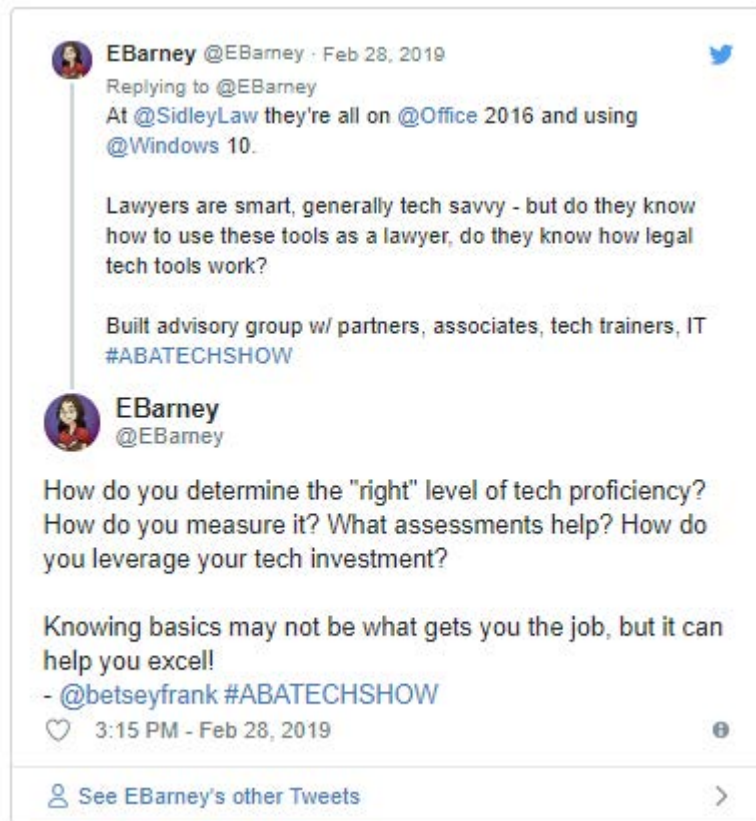 EBarney @EBarney · Feb 28, 2019
Replying to @EBarney
At @SidleyLaw they're all on @Office 2016 and using
@Windows 10.
Lawyers are smart, generally tech savvy - but do they know
how to use these tools as a lawyer, do they know how legal
tech tools work?
Built advisory group w/ partners, associates, tech trainers, IT
#ABATECHSHOW
EBarney
@EBarney
How do you determine the "right" level of tech proficiency?
How do you measure it? What assessments help? How do
you leverage your tech investment?
Knowing basics may not be what gets you the job, but it can
help you excel!
- @betseyfrank #ABATECHSHOW
3:15 PM - Feb 28, 2019
See EBarney's other Tweets